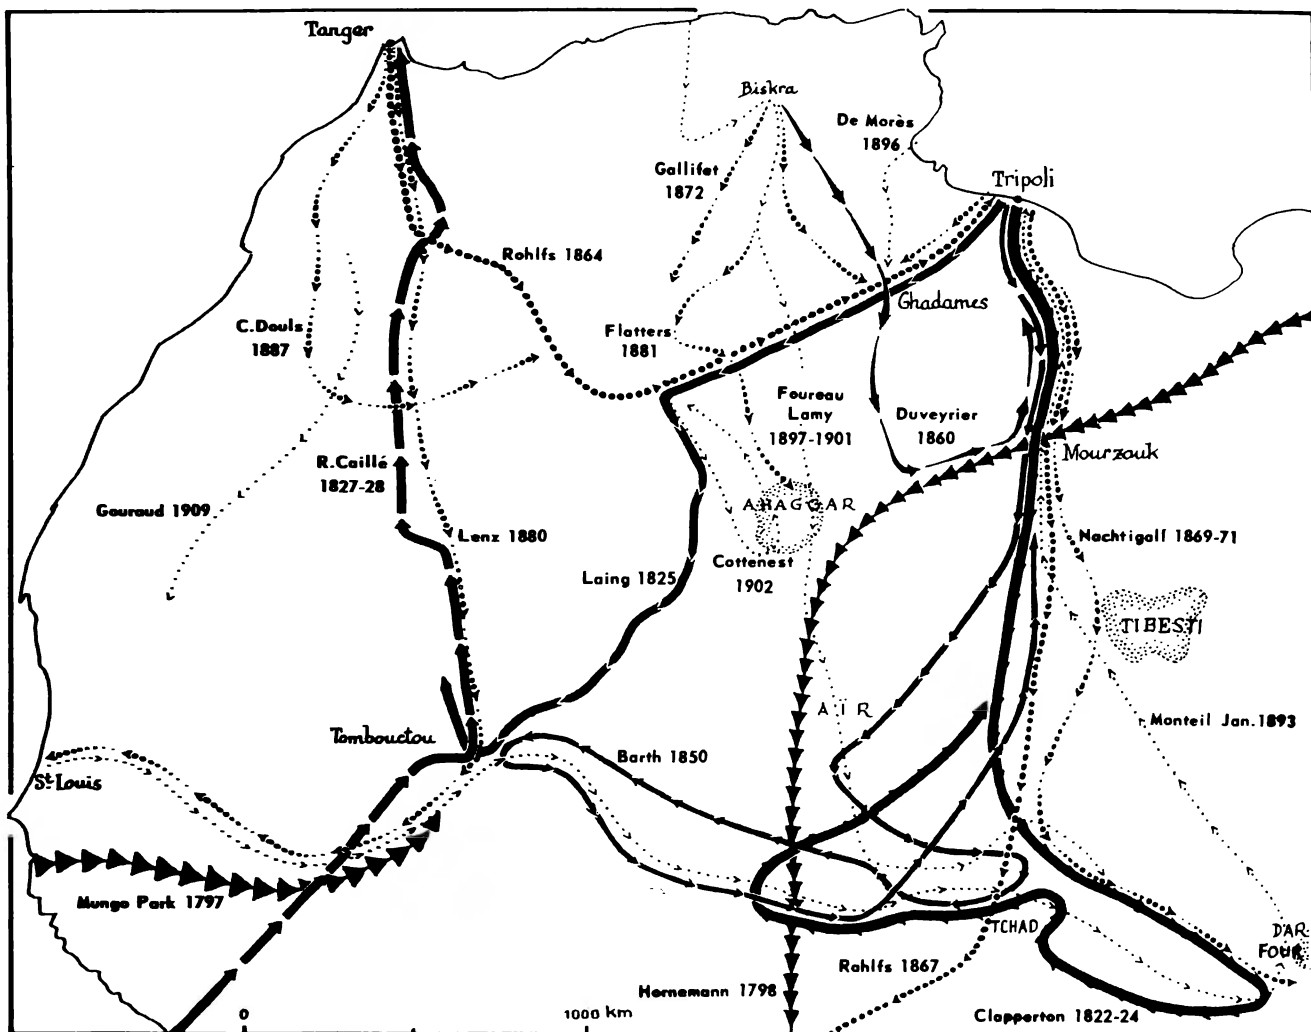 Tanger
Biskra
De Morès
1896
Gallifet
1872
Tripoli
Rohlfs 1864
Ghadames
C.Douls
1887
Flatters
1881
Foureau
Lamy
1897-1901
Duveyrier
1860
Mourzouk
R.Caillé
1827-28
Gouraud 1909
AHAGGAR
Lenz 1880
Nachtigall 1869-71
Cottenest
1902
Laing 1825
TIBESTI
AÏR
Monteil Jan.1893
Tombouctou
Barth 1850
St Louis
Mungo Park 1797
TCHAD
DAR
FOUR
Rahlfs 1867
Hornemann 1798
Clapperton 1822-24
0
1000 km